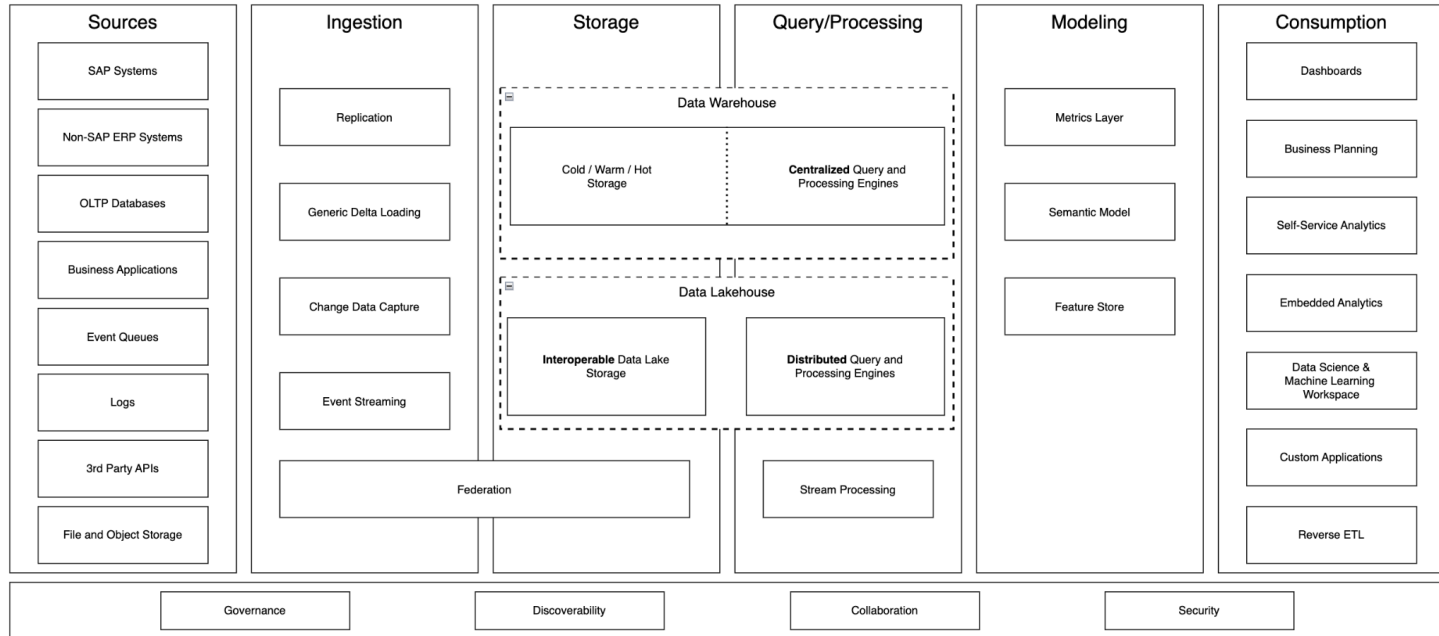 Sources
SAP Systems
Non-SAP ERP Systems
OLTP Databases
Business Applications
Event Queues
Logs
3rd Party APIs
File and Object Storage
Ingestion
Replication
Generic Delta Loading
Change Data Capture
Event Streaming
Federation
Storage
Query/Processing
Data Warehouse
Cold / Warm / Hot
Storage
Centralized Query and
Processing Engines
Data Lakehouse
Interoperable Data Lake
Storage
Distributed Query and
Processing Engines
Stream Processing
Modeling
Metrics Layer
Semantic Model
Feature Store
Consumption
Dashboards
Business Planning
Self-Service Analytics
Embedded Analytics
Data Science &
Machine Learning
Workspace
Custom Applications
Reverse ETL
Governance
Discoverability
Collaboration
Security